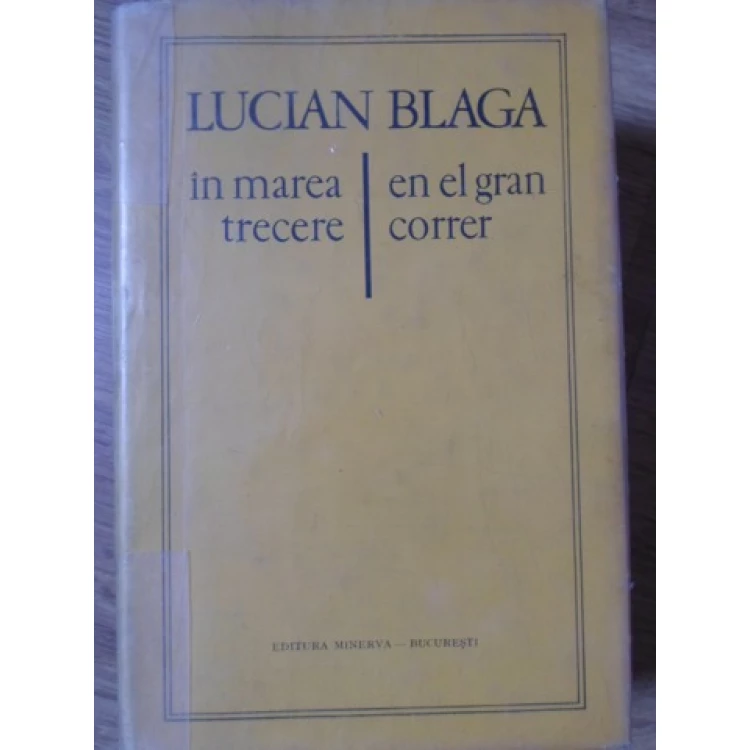 LUCIAN BLAGA
în marea
trecere
en el gran
correr
EDITURA MINERVA — BUCUREȘTI